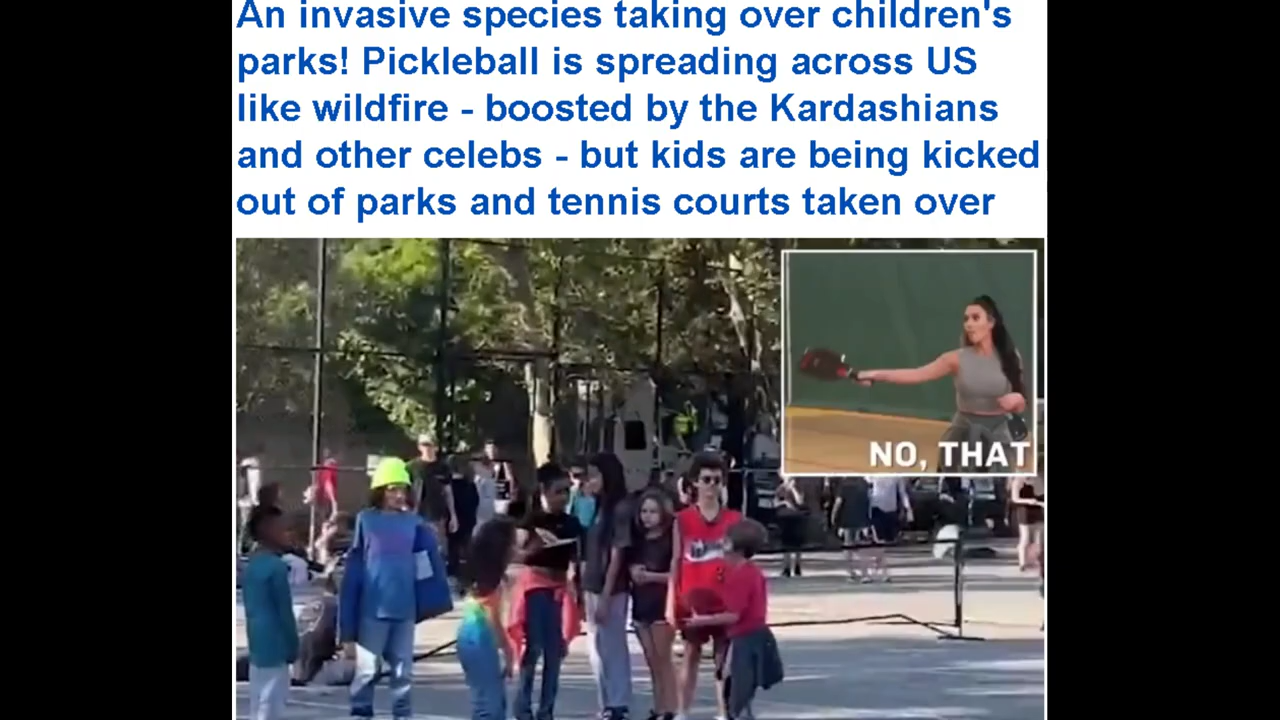 An invasive species taking over children's
parks! Pickleball is spreading across US
like wildfire - boosted by the Kardashians
and other celebs - but kids are being kicked
out of parks and tennis courts taken over
NO, THAT